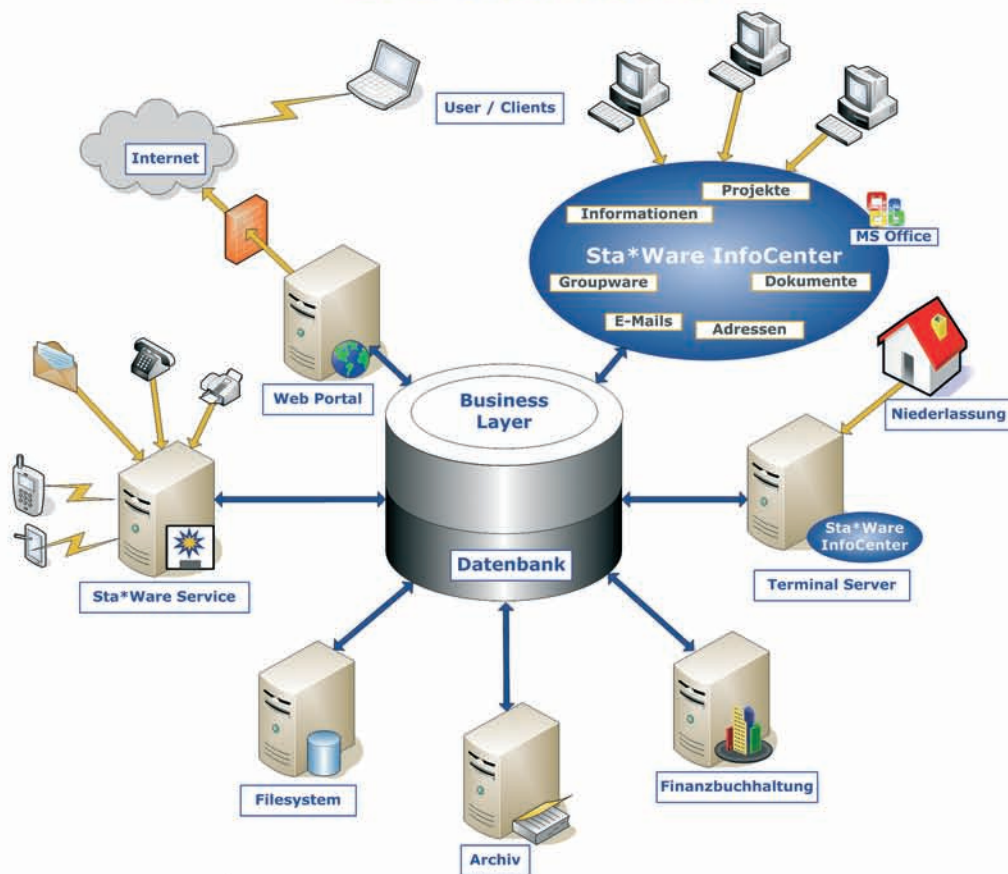 User / Clients
Internet
Projekte
Informationen
MS Office
Sta*Ware InfoCenter
Groupware
Dokumente
E-Mails
Adressen
Web Portal
Business
Layer
Niederlassung
Datenbank
Sta*Ware
InfoCenter
Terminal Server
Sta*Ware Service
Filesystem
Finanzbuchhaltung
Archiv